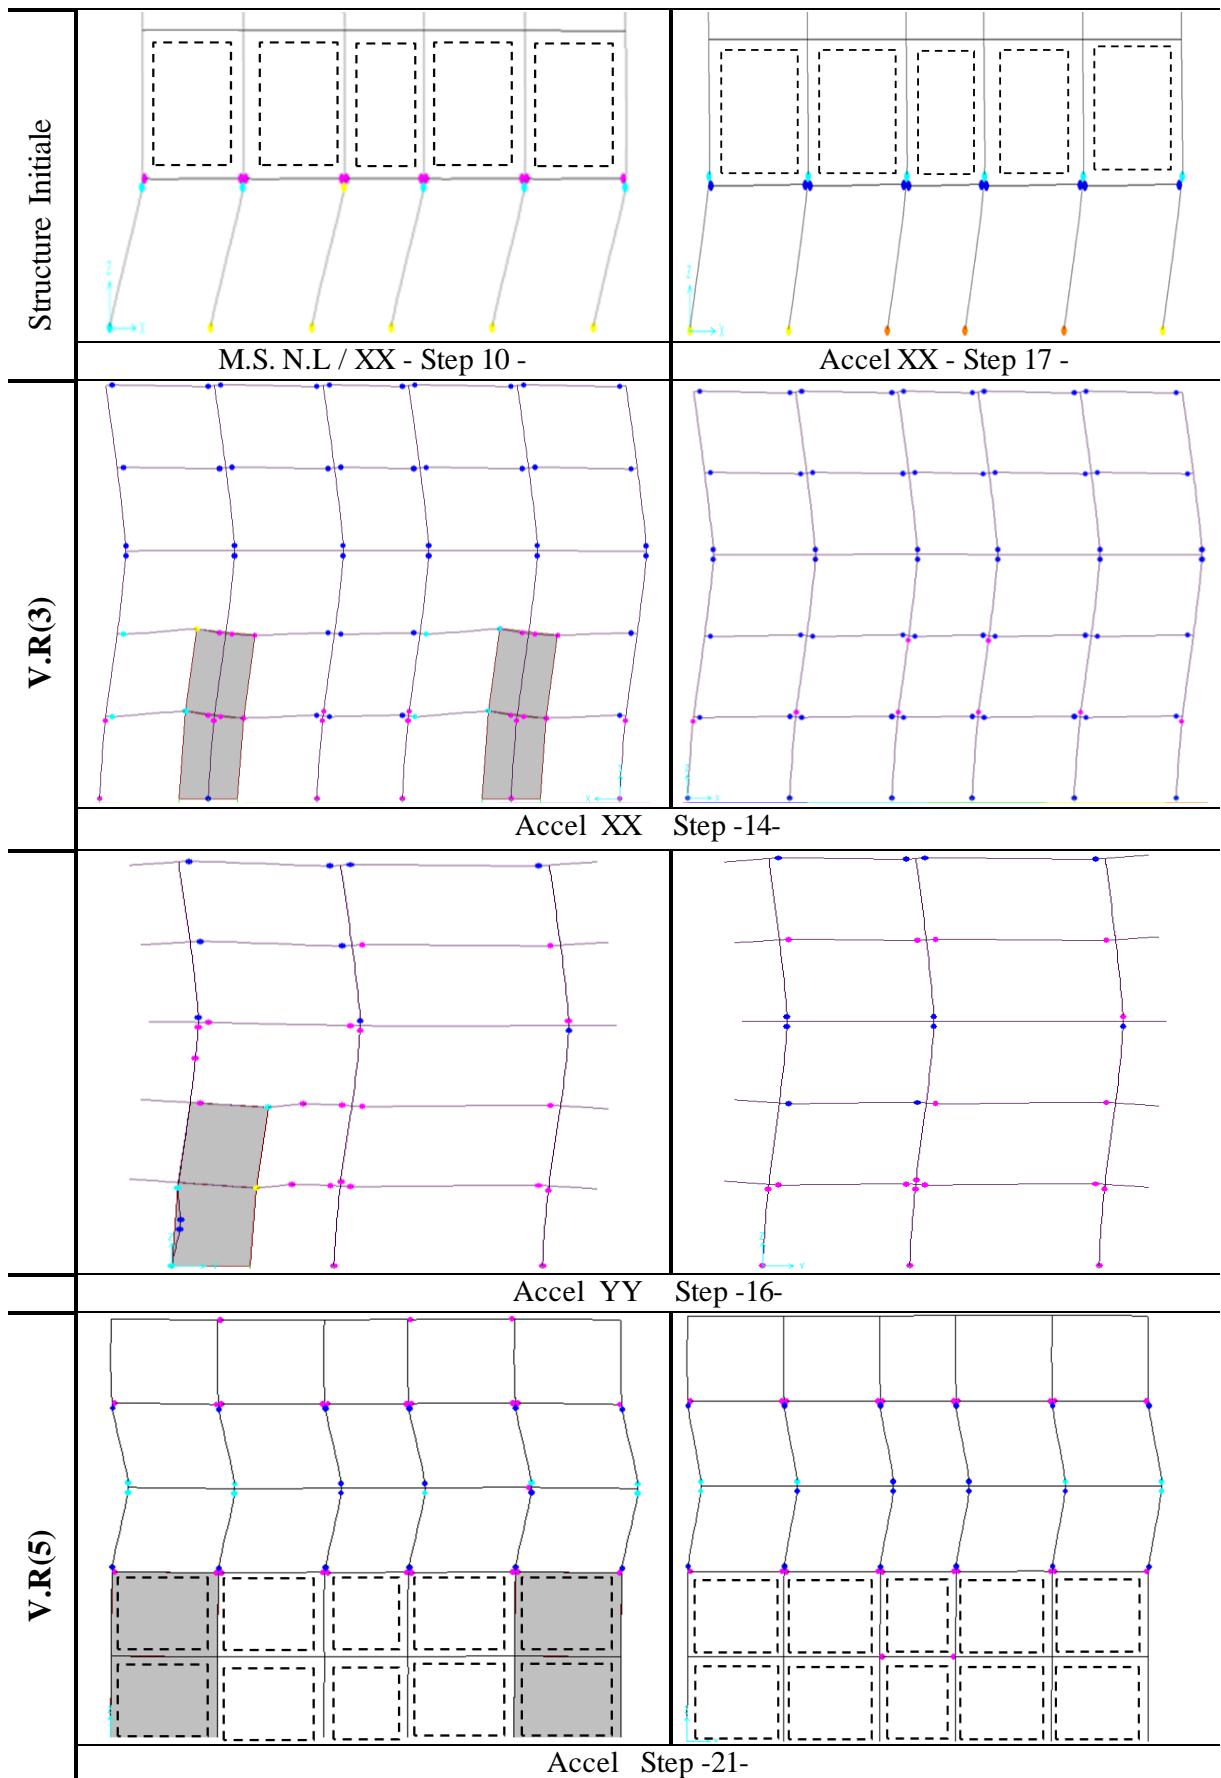 Structure Initiale
M.S. N.L / XX - Step 10 -
Accel XX - Step 17 -
V.R(3)
Accel XX Step -14-
Accel YY Step -16-
V.R(5)
Accel Step -21-